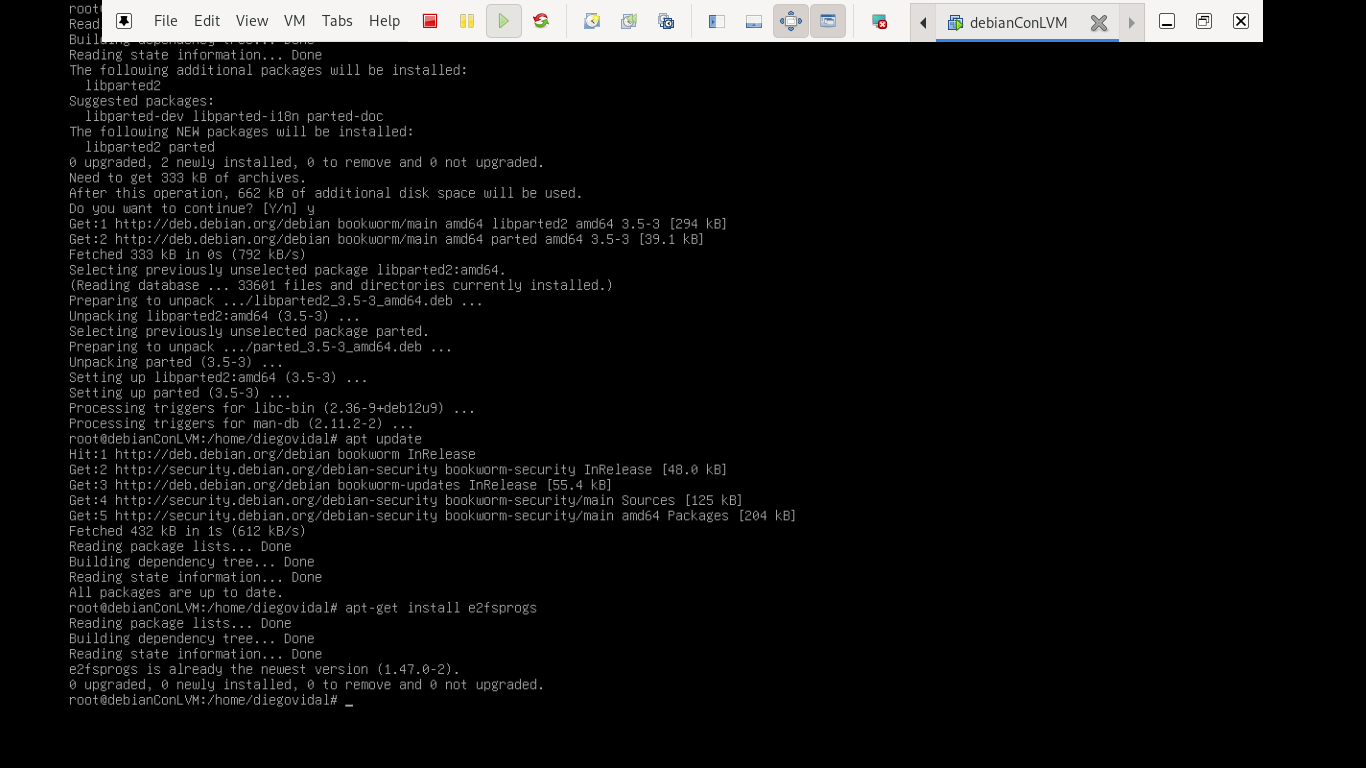 root
File Edit View VM Tabs Help
debianConLVM
Read
Building dependency tree... Done
Reading state information... Done
The following additional packages will be installed:
libparted2
Suggested packages:
libparted-dev libparted-i18n parted-doc
The following NEW packages will be installed:
libparted2 parted
0 upgraded, 2 newly installed, 0 to remove and 0 not upgraded.
Need to get 333 kB of archives.
After this operation, 662 kB of additional disk space will be used.
Do you want to continue? [Y/n] y
Get:1 http://deb.debian.org/debian bookworm/main amd64 libparted2 amd64 3.5-3 [294 kB]
Get:2 http://deb.debian.org/debian bookworm/main amd64 parted amd64 3.5-3 [39.1 kB]
Fetched 333 kB in 0s (792 kB/s)
Selecting previously unselected package libparted2:amd64.
(Reading database ... 33601 files and directories currently installed.)
Preparing to unpack .../libparted2_3.5-3_amd64.deb ...
Unpacking libparted2:amd64 (3.5-3) ...
Selecting previously unselected package parted.
Preparing to unpack .../parted_3.5-3_amd64.deb ...
Unpacking parted (3.5-3) ...
Setting up libparted2:amd64 (3.5-3) ...
Setting up parted (3.5-3) ...
Processing triggers for libc-bin (2.36-9+deb12u9) ...
Processing triggers for man-db (2.11.2-2) ...
root@debianConLVM:/home/diegovidal# apt update
Hit:1 http://deb.debian.org/debian bookworm InRelease
Get:2 http://security.debian.org/debian-security bookworm-security InRelease [48.0 kB]
Get:3 http://deb.debian.org/debian bookworm-updates InRelease [55.4 kB]
Get:4 http://security.debian.org/debian-security bookworm-security/main Sources [125 kB]
Get:5 http://security.debian.org/debian-security bookworm-security/main amd64 Packages [204 kB]
Fetched 432 kB in 1s (612 kB/s)
Reading package lists... Done
Building dependency tree... Done
Reading state information... Done
All packages are up to date.
root@debianConLVM:/home/diegovidal# apt-get install e2fsprogs
Reading package lists... Done
Building dependency tree... Done
Reading state information... Done
e2fsprogs is already the newest version (1.47.0-2).
0 upgraded, 0 newly installed, 0 to remove and 0 not upgraded.
root@debianConLVM:/home/diegovidal# _